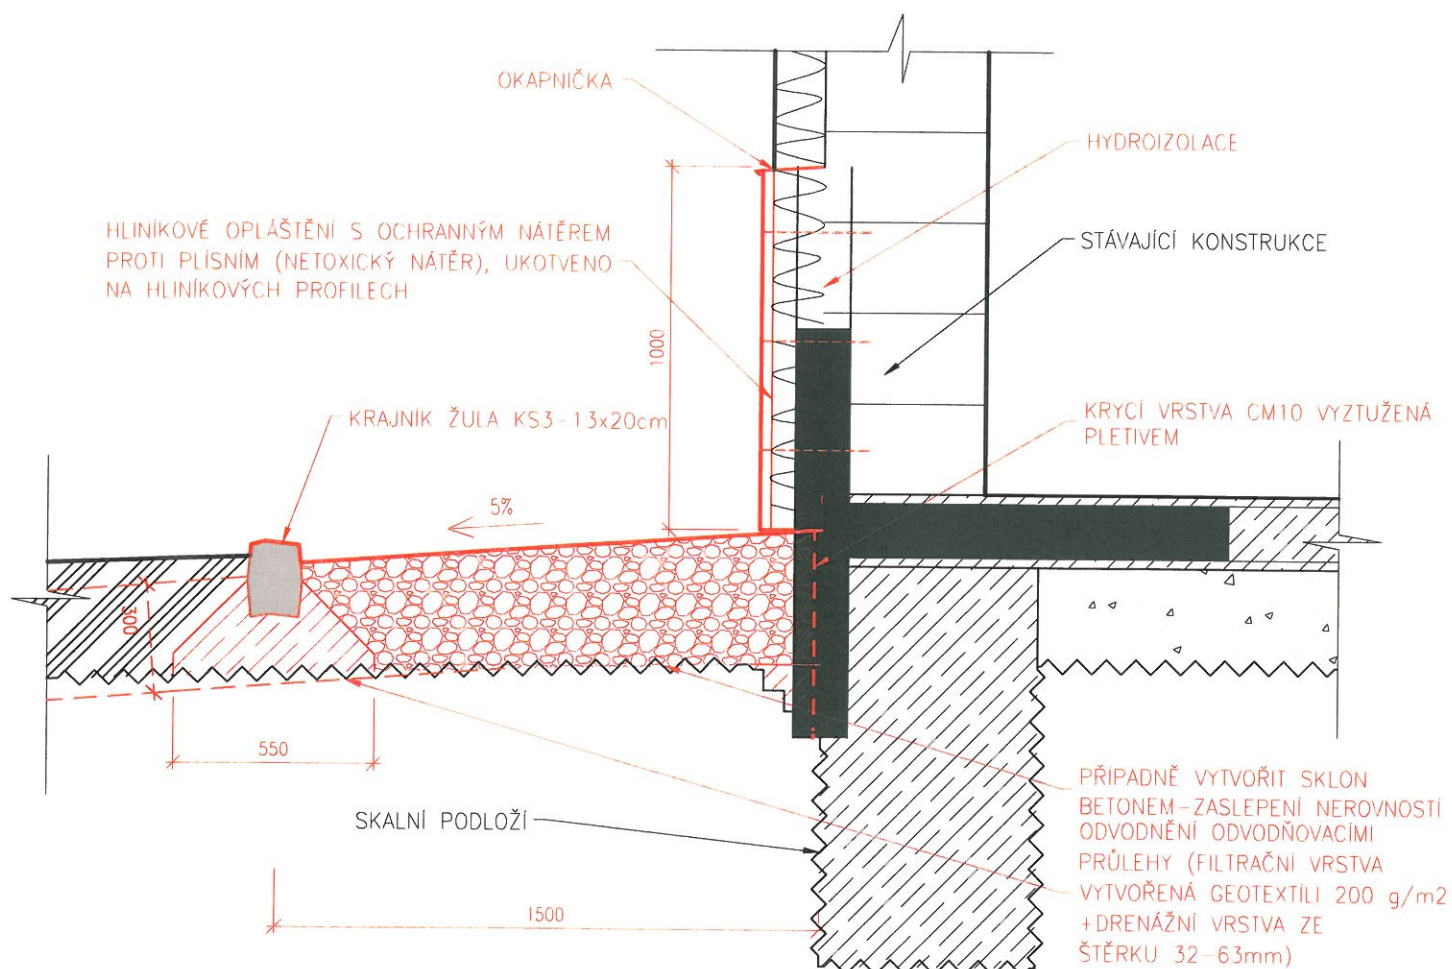 OKAPNIČKA
HYDROIZOLACE
HLINÍKOVÉ OPLÁŠTĚNÍ S OCHRANNÝM NÁTĚREM
PROTI PLÍSNÍM (NETOXICKÝ NÁTĚR), UKOTVENO
NA HLINÍKOVÝCH PROFILECH
STÁVAJÍCÍ KONSTRUKCE
1000
KRAJNÍK ŽULA KS3-13x20cm
KRYCÍ VRSTVA CM10 VYZTUŽENÁ
PLETIVEM
5%
300
550
SKALNÍ PODLOŽÍ
1500
PŘÍPADNĚ VYTVOŘIT SKLON
BETONEM-ZASLEPENÍ NEROVNOSTÍ
ODVODNĚNÍ ODVODŇOVACÍMI
PRŮLEHY (FILTRAČNÍ VRSTVA
VYTVOŘENÁ GEOTEXTÍLI 200 g/m2
+DRENÁŽNÍ VRSTVA ZE
ŠTĚRKU 32-63mm)